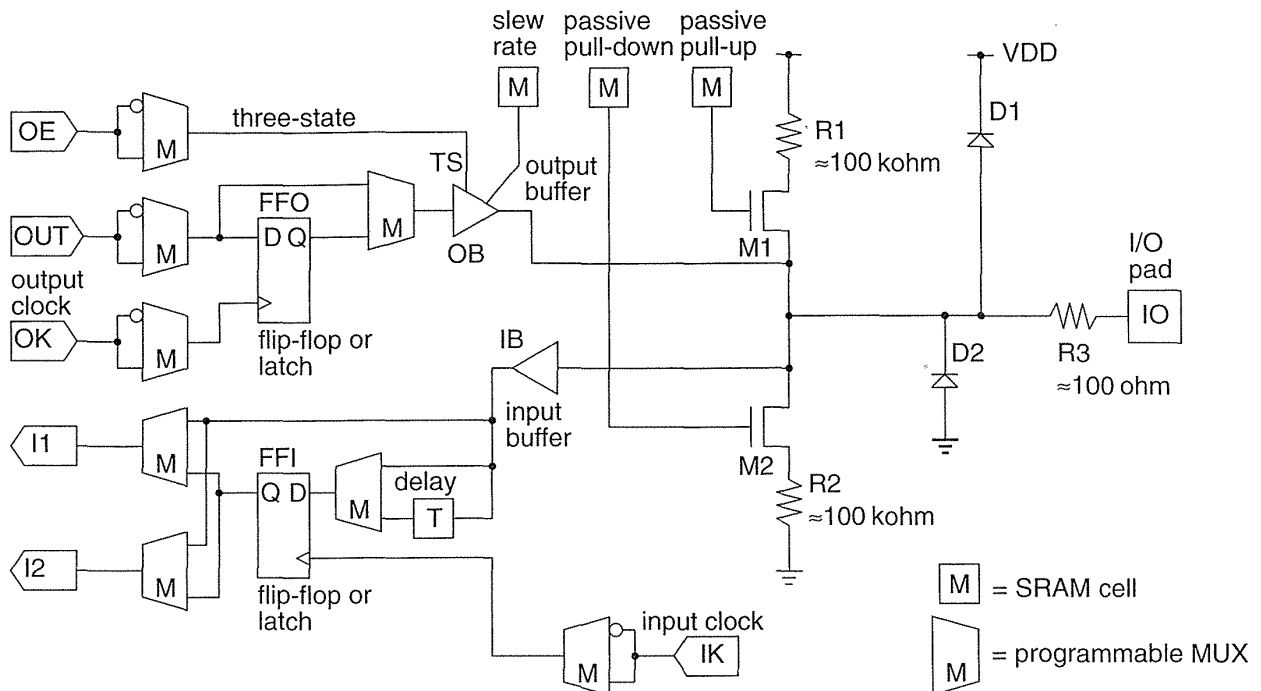 slew
rate
passive
pull-down
passive
pull-up
M
M
M
VDD
D1
R1
≈100 kohm
OE
M
three-state
TS
output
buffer
M1
OUT
M
FFO
D Q
M
OB
I/O
pad
IO
output
clock
OK
M
flip-flop or
latch
IB
input
buffer
D2
R3
≈100 ohm
I1
M
FFI
Q D
M
delay
T
M2
R2
≈100 kohm
I2
M
flip-flop or
latch
input clock
IK
M
M = SRAM cell
M = programmable MUX